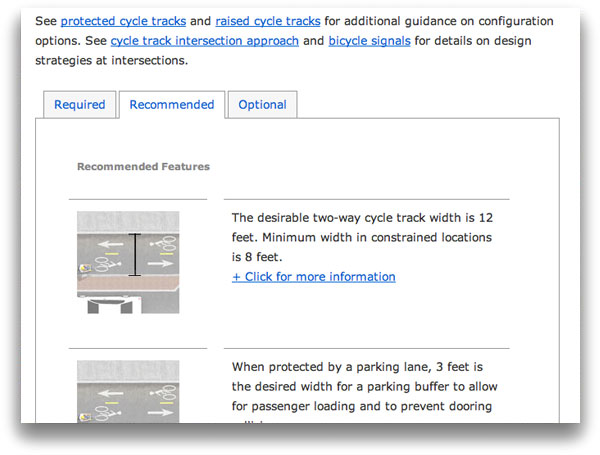 See protected cycle tracks and raised cycle tracks for additional guidance on configuration
options. See cycle track intersection approach and bicycle signals for details on design
strategies at intersections.
Required
Recommended
Optional
Recommended Features
The desirable two-way cycle track width is 12
feet. Minimum width in constrained locations
is 8 feet.
+ Click for more information
When protected by a parking lane, 3 feet is
the desired width for a parking buffer to allow
for passenger loading and to prevent dooring